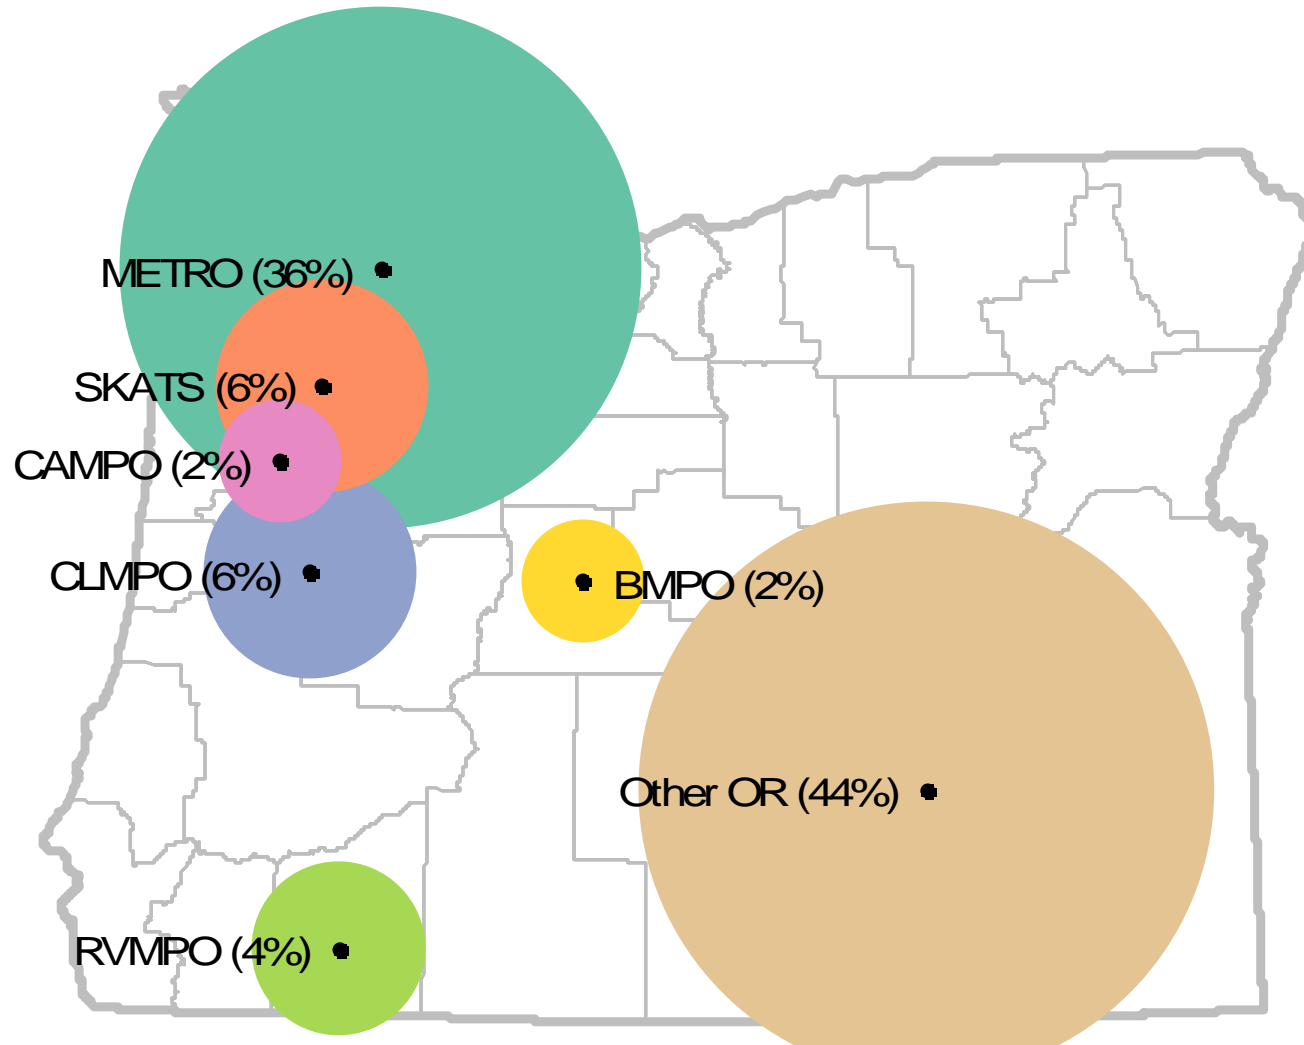 METRO (36%)
SKATS (6%)
CAMPO (2%)
CLMPO (6%)
BMPO (2%)
Other OR (44%)
RVMPO (4%)